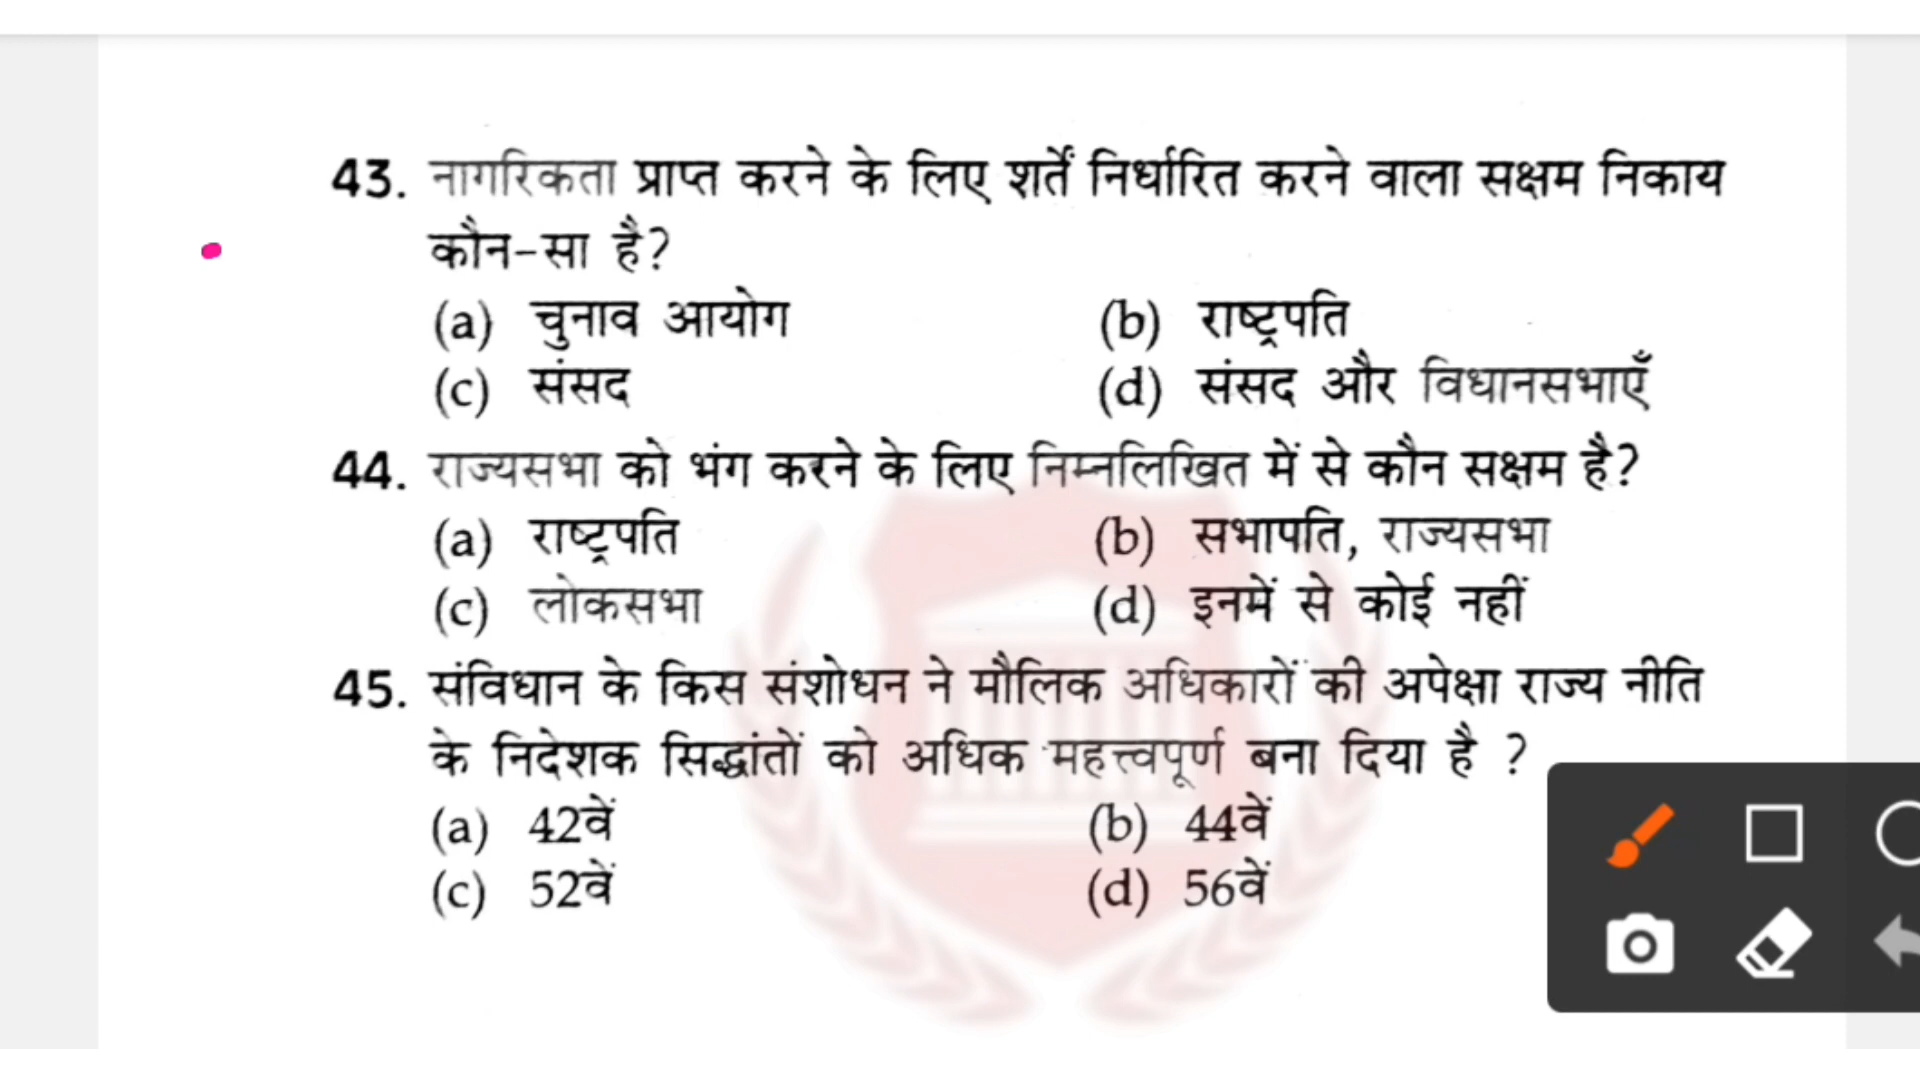 43. नागरिकता प्राप्त करने के लिए शर्तें निर्धारित करने वाला सक्षम निकाय
कौन-सा है?
(a) चुनाव आयोग (b) राष्ट्रपति
(c) संसद (d) संसद और विधानसभाएँ
44. राज्यसभा को भंग करने के लिए निम्नलिखित में से कौन सक्षम है?
(a) राष्ट्रपति (b) सभापति, राज्यसभा
(c) लोकसभा (d) इनमें से कोई नहीं
45. संविधान के किस संशोधन ने मौलिक अधिकारों की अपेक्षा राज्य नीति
के निदेशक सिद्धांतों को अधिक महत्त्वपूर्ण बना दिया है ?
(a) 42वें (b) 44वें
(c) 52वें (d) 56वें